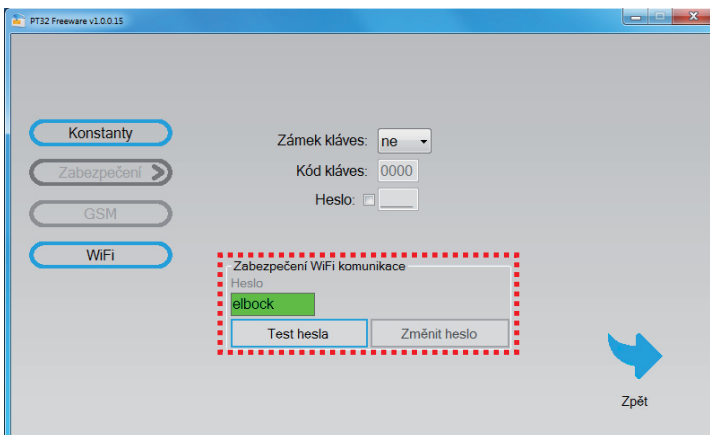 PT32 Freeware v1.0.0.15
Konstanty
Zabezpečení
GSM
WiFi
Zámek kláves: ne
Kód kláves: 0000
Heslo:
Zabezpečení WiFi komunikace
Heslo
elbock
Test hesla
Změnit heslo
Zpět